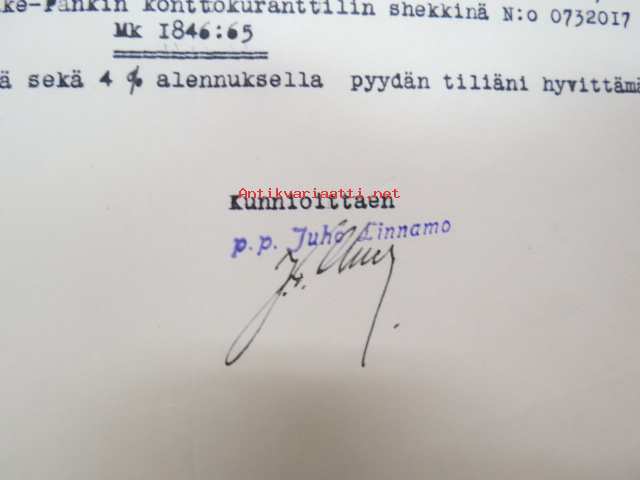 ke-Pankin konttokuranttilin shekkinä N:o 0732017
Mk 1846:65
ä sekä 4 % alennuksella pyydän tiliäni hyvittämä
Antikvariaatti.net
Kunnioittaen
p.p. Juho Linnamo